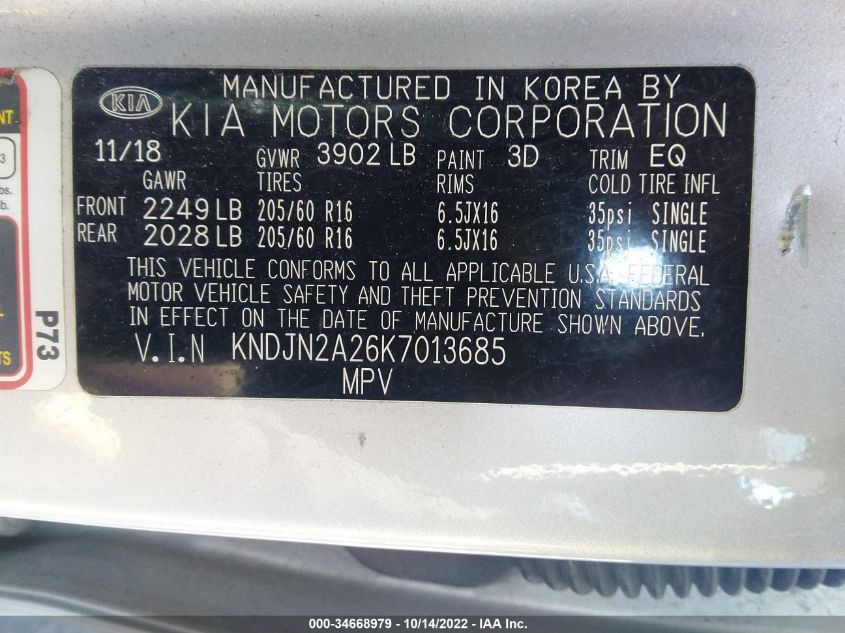 MANUFACTURED IN KOREA BY
KIA
KIA MOTORS CORPORATION
11/18 GVWR 3902 LB PAINT 3D TRIM EQ
GAWR TIRES RIMS COLD TIRE INFL
FRONT 2249 LB 205/60 R16 6.5JX16 35psi SINGLE
REAR 2028 LB 205/60 R16 6.5JX16 35psi SINGLE
THIS VEHICLE CONFORMS TO ALL APPLICABLE U.S.A. FEDERAL
MOTOR VEHICLE SAFETY AND THEFT PREVENTION STANDARDS
IN EFFECT ON THE DATE OF MANUFACTURE SHOWN ABOVE.
V.I.N KNDJN2A26K7013685
MPV
P73
000-34668979 - 10/14/2022 - IAA Inc.